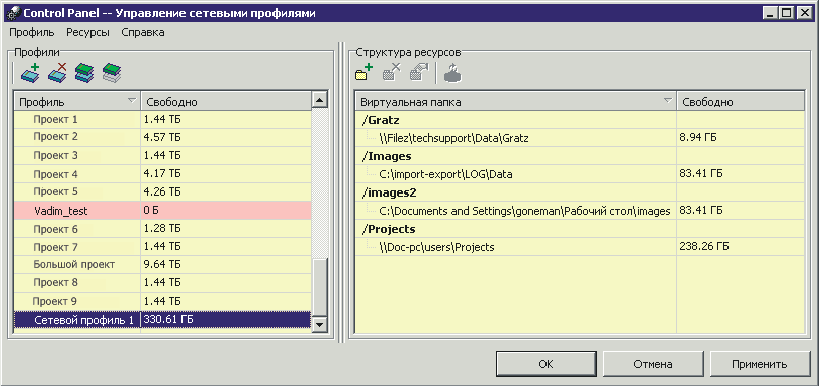 Control Panel -- Управление сетевыми профилями
Профиль Ресурсы Справка
Профили
Профиль Свободно
Проект 1 1.44 ТБ
Проект 2 4.57 ТБ
Проект 3 1.44 ТБ
Проект 4 4.17 ТБ
Проект 5 4.26 ТБ
Vadim_test 0 Б
Проект 6 1.28 ТБ
Проект 7 1.44 ТБ
Большой проект 9.64 ТБ
Проект 8 1.44 ТБ
Проект 9 1.44 ТБ
Сетевой профиль 1 330.61 ГБ
Структура ресурсов
Виртуальная папка Свободно
/Gratz
\\Filez\techsupport\Data\Gratz 8.94 ГБ
/Images
C:\import-export\LOG\Data 83.41 ГБ
/images2
C:\Documents and Settings\goneman\Рабочий стол\images 83.41 ГБ
/Projects
\\Doc-pc\users\Projects 238.26 ГБ
OK Отмена Применить